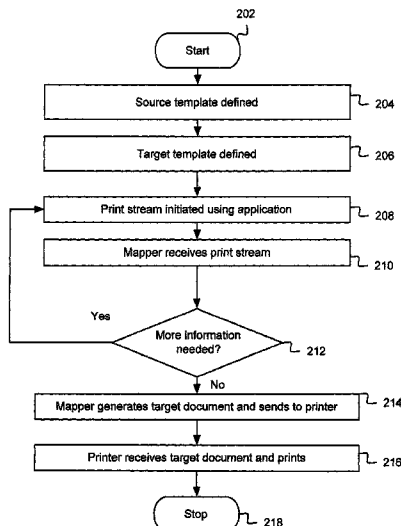 202
Start
Source template defined
204
Target template defined
206
Print stream initiated using application
208
Mapper receives print stream
210
Yes
More information
needed?
212
No
Mapper generates target document and sends to printer
214
Printer receives target document and prints
216
Stop
218